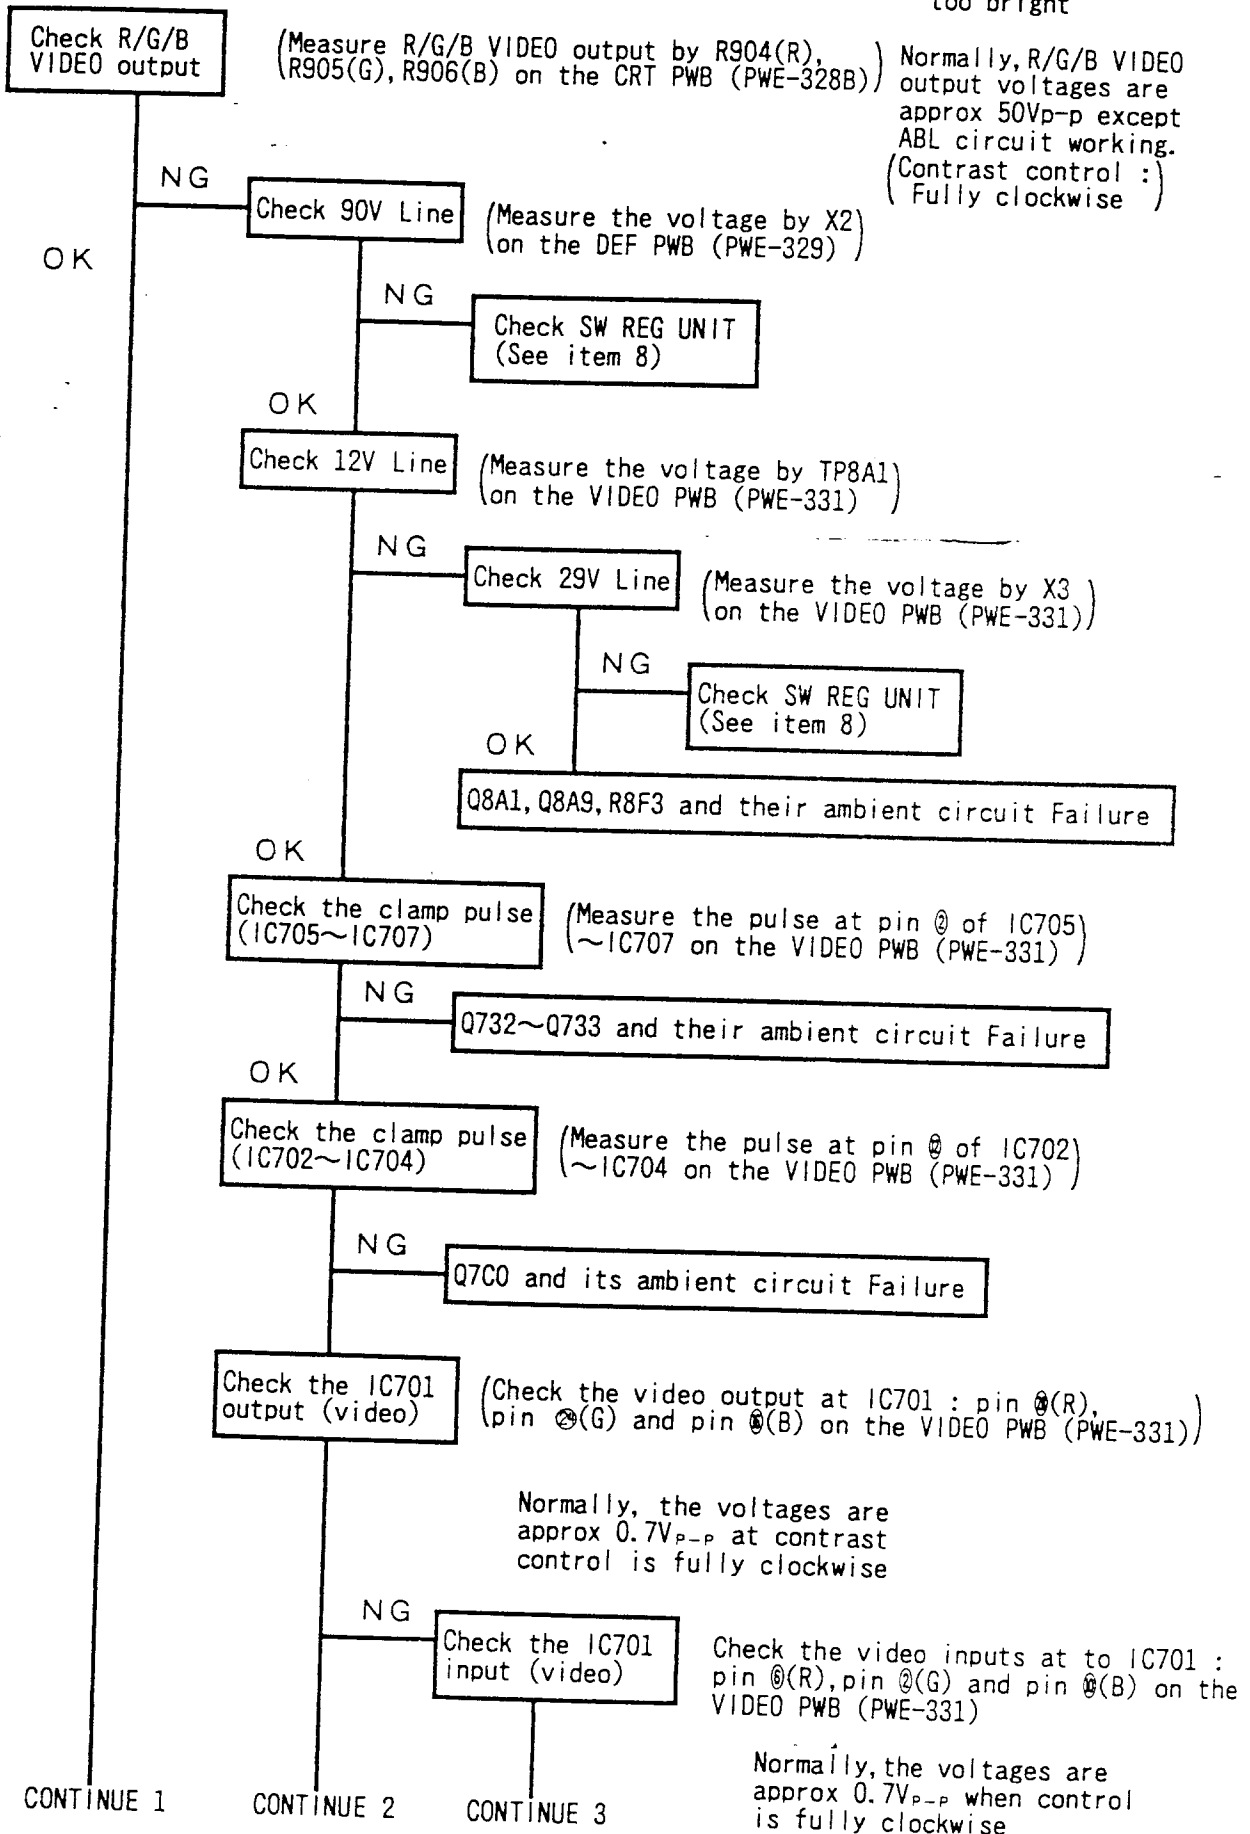 too bright
Check R/G/B
VIDEO output
(Measure R/G/B VIDEO output by R904(R),
R905(G), R906(B) on the CRT PWB (PWE-328B))
Normally, R/G/B VIDEO
output voltages are
approx 50Vp-p except
ABL circuit working.
(Contrast control :
Fully clockwise)
NG
OK
Check 90V Line
(Measure the voltage by X2
on the DEF PWB (PWE-329))
NG
Check SW REG UNIT
(See item 8)
OK
Check 12V Line
(Measure the voltage by TP8A1
on the VIDEO PWB (PWE-331))
NG
Check 29V Line
(Measure the voltage by X3
on the VIDEO PWB (PWE-331))
NG
Check SW REG UNIT
(See item 8)
OK
Q8A1, Q8A9, R8F3 and their ambient circuit Failure
OK
Check the clamp pulse
(IC705～IC707)
(Measure the pulse at pin ② of IC705
～IC707 on the VIDEO PWB (PWE-331))
NG
Q732～Q733 and their ambient circuit Failure
OK
Check the clamp pulse
(IC702～IC704)
(Measure the pulse at pin ⑫ of IC702
～IC704 on the VIDEO PWB (PWE-331))
NG
Q7C0 and its ambient circuit Failure
Check the IC701
output (video)
(Check the video output at IC701 : pin (R),
pin ㉔(G) and pin (B) on the VIDEO PWB (PWE-331))
Normally, the voltages are
approx 0.7Vp-p at contrast
control is fully clockwise
NG
Check the IC701
input (video)
Check the video inputs at to IC701 :
pin ⑥(R), pin ②(G) and pin ⑩(B) on the
VIDEO PWB (PWE-331)
Normally, the voltages are
approx 0.7Vp-p when control
is fully clockwise
CONTINUE 1
CONTINUE 2
CONTINUE 3